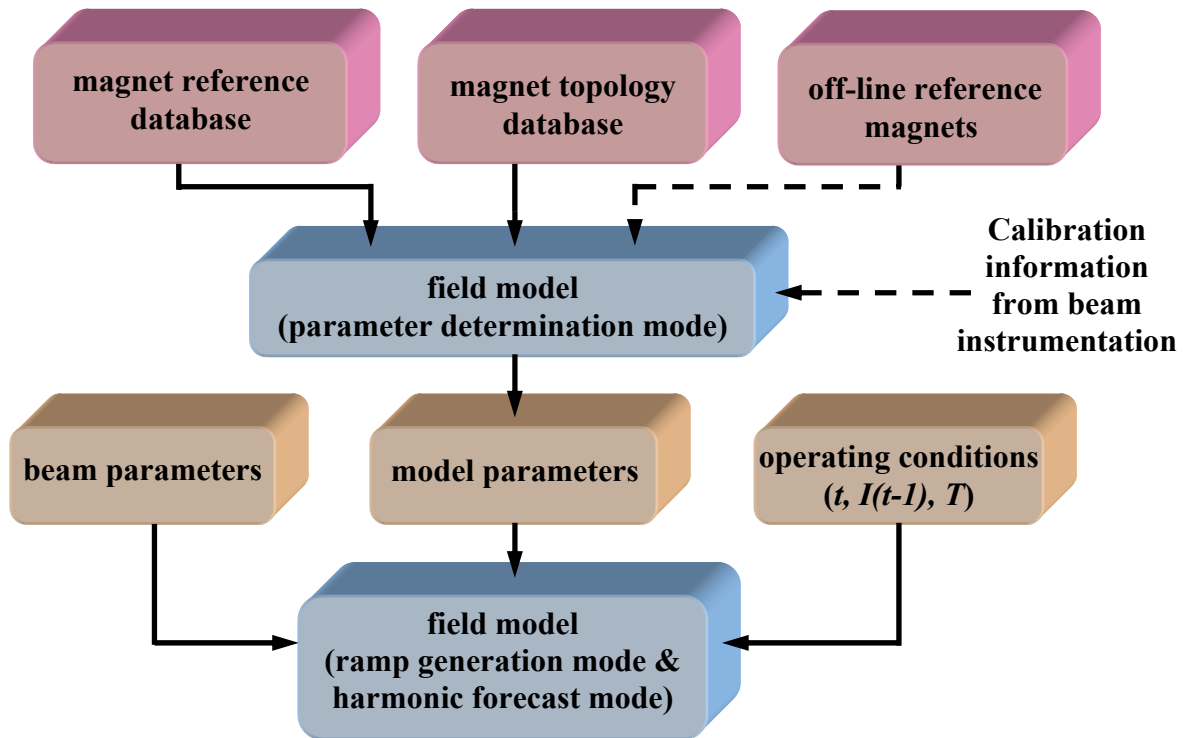 magnet reference
database
magnet topology
database
off-line reference
magnets
Calibration
information
from beam
instrumentation
field model
(parameter determination mode)
beam parameters
model parameters
operating conditions
(t, I(t-1), T)
field model
(ramp generation mode &
harmonic forecast mode)